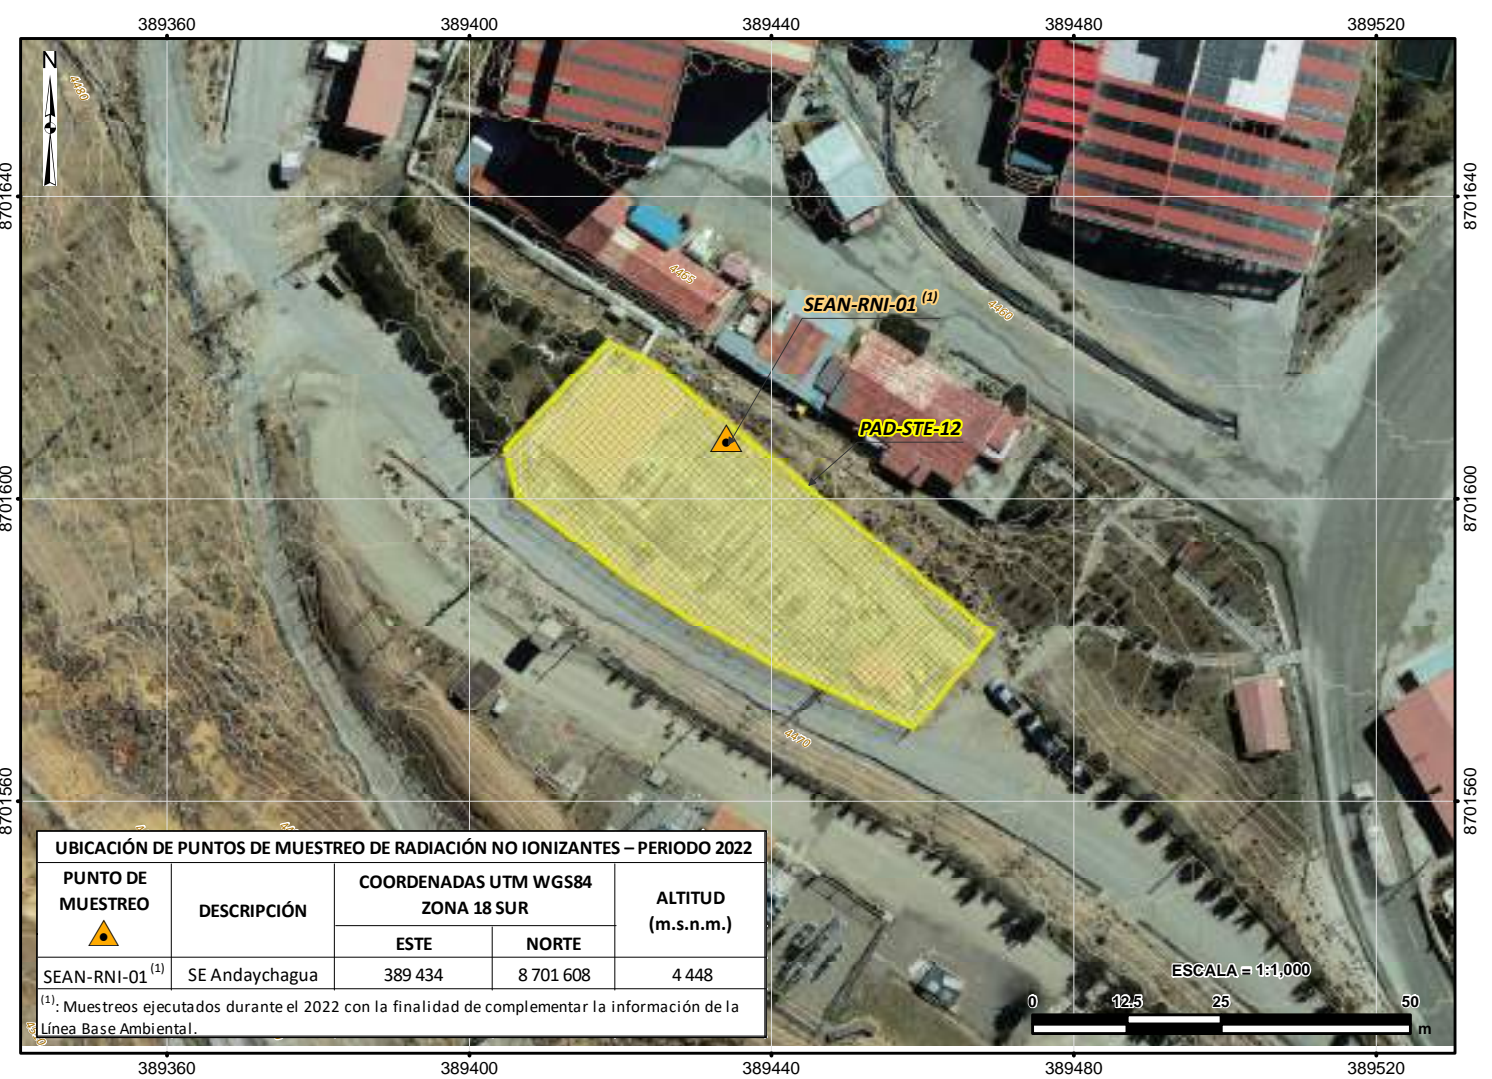 389360 389400 389440 389480 389520
N
4480
8701640 8701640
4465
SEAN-RNI-01 (1)
4460
PAD-STE-12
8701600 8701600
4470
8701560 8701560
UBICACIÓN DE PUNTOS DE MUESTREO DE RADIACIÓN NO IONIZANTES – PERIODO 2022
PUNTO DE
MUESTREO
DESCRIPCIÓN
COORDENADAS UTM WGS84
ZONA 18 SUR
ALTITUD
(m.s.n.m.)
ESTE NORTE
SEAN-RNI-01 (1) SE Andaychagua 389 434 8 701 608 4 448
(1): Muestreos ejecutados durante el 2022 con la finalidad de complementar la información de la
Línea Base Ambiental.
ESCALA = 1:1,000
0 12.5 25 50
m
389360 389400 389440 389480 389520